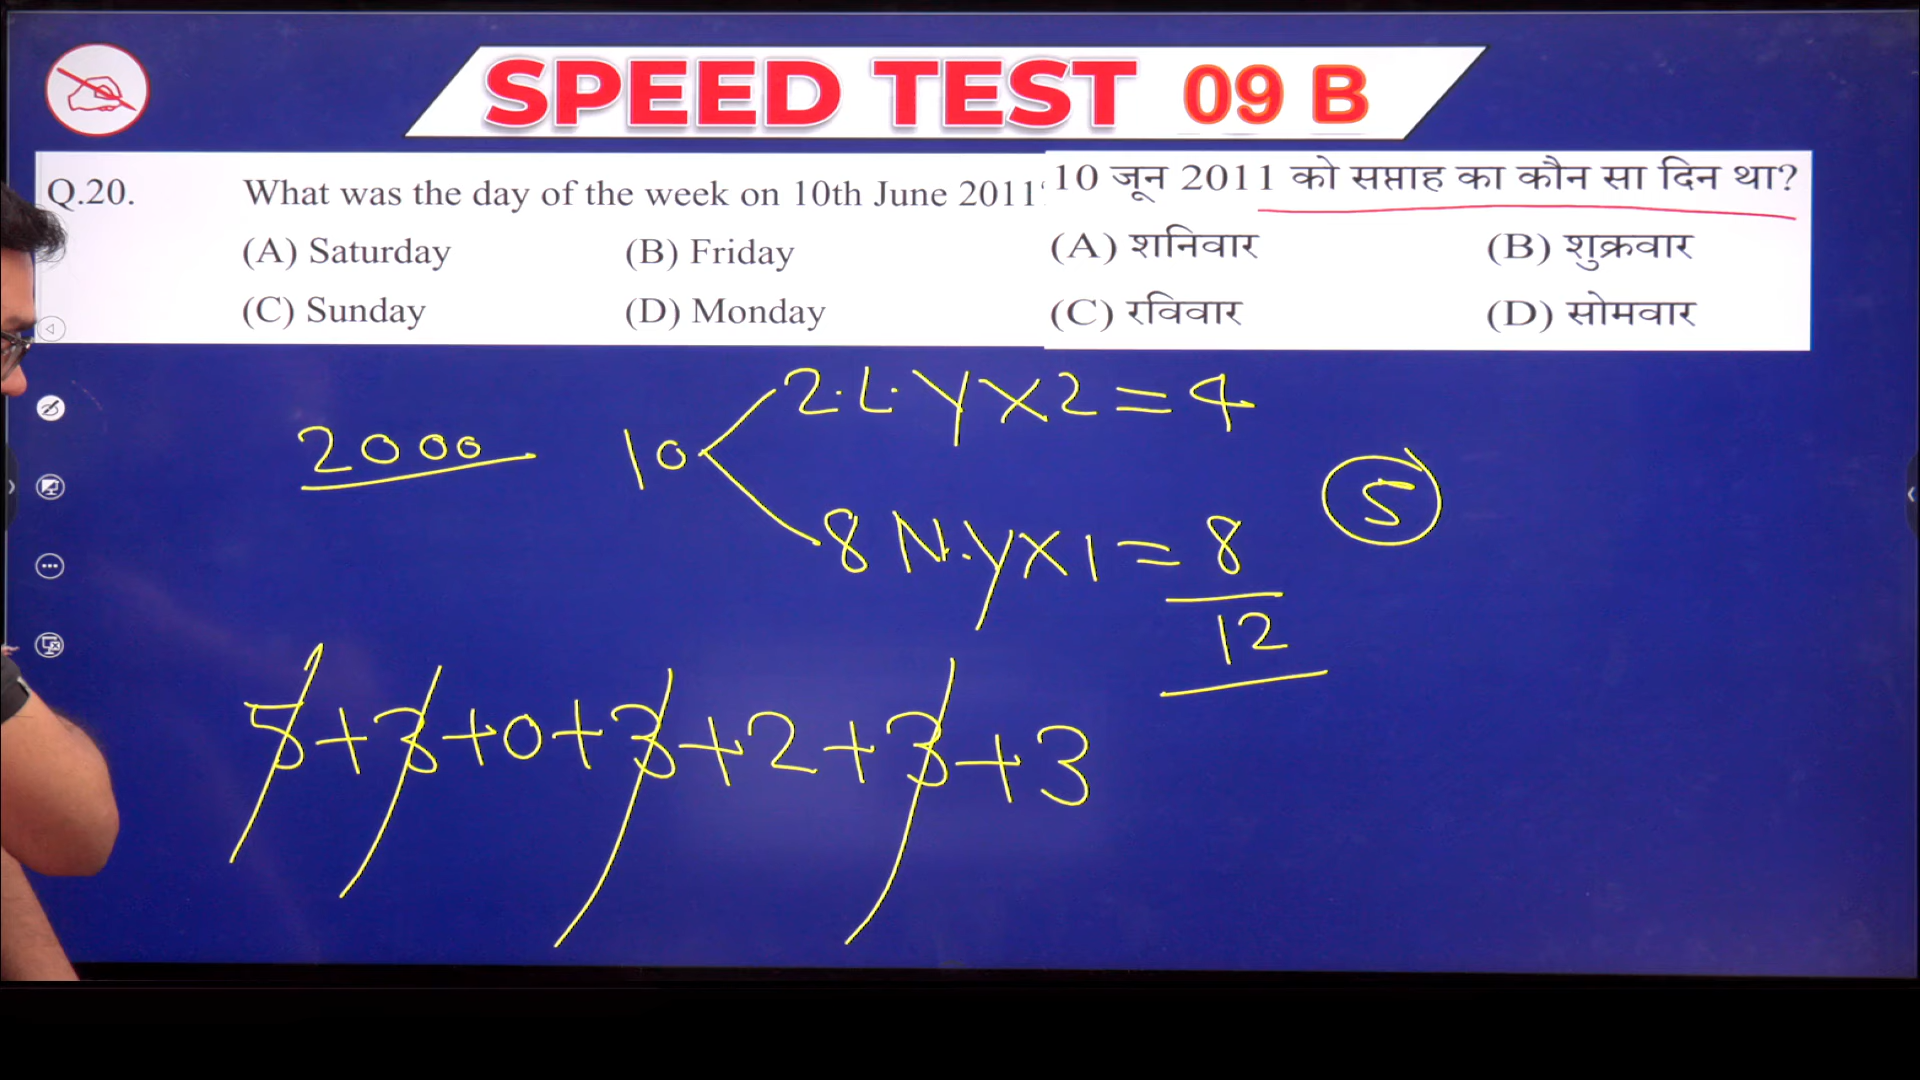 SPEED TEST 09 B
Q.20. What was the day of the week on 10th June 2011
(A) Saturday (B) Friday
(C) Sunday (D) Monday
10 जून 2011 को सप्ताह का कौन सा दिन था?
(A) शनिवार (B) शुक्रवार
(C) रविवार (D) सोमवार
2000 10
2.L.Y×2=4
8 N.Y×1=8
12
5
5+3+0+3+2+3+3